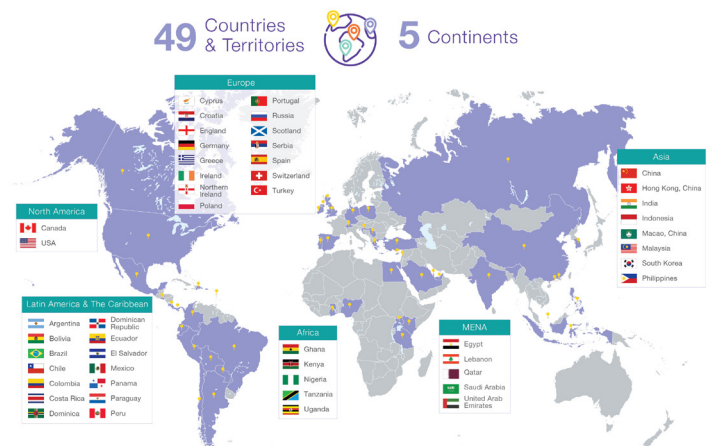 49 Countries
& Territories
5 Continents
Europe
Cyprus
Croatia
England
Germany
Greece
Ireland
Northern
Ireland
Poland
Portugal
Russia
Scotland
Serbia
Spain
Switzerland
Turkey
Asia
China
Hong Kong, China
India
Indonesia
Macao, China
Malaysia
South Korea
Philippines
North America
Canada
USA
Latin America & The Caribbean
Argentina
Bolivia
Brazil
Chile
Colombia
Costa Rica
Dominica
Dominican
Republic
Ecuador
El Salvador
Mexico
Panama
Paraguay
Peru
Africa
Ghana
Kenya
Nigeria
Tanzania
Uganda
MENA
Egypt
Lebanon
Qatar
Saudi Arabia
United Arab
Emirates